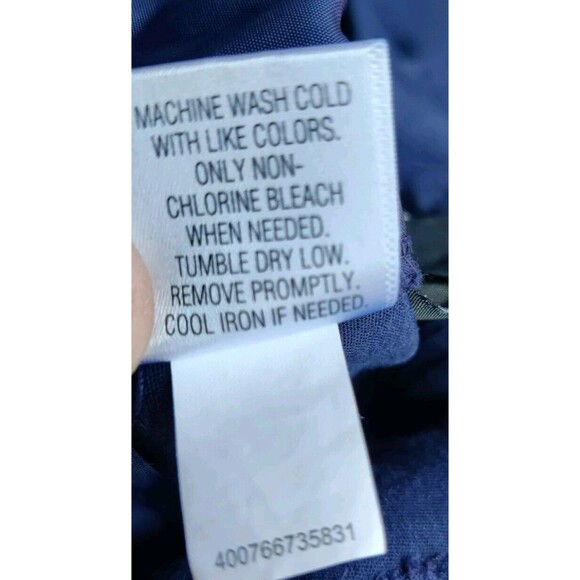 MACHINE WASH COLD
WITH LIKE COLORS.
ONLY NON-
CHLORINE BLEACH
WHEN NEEDED.
TUMBLE DRY LOW.
REMOVE PROMPTLY.
COOL IRON IF NEEDED.
400766735831